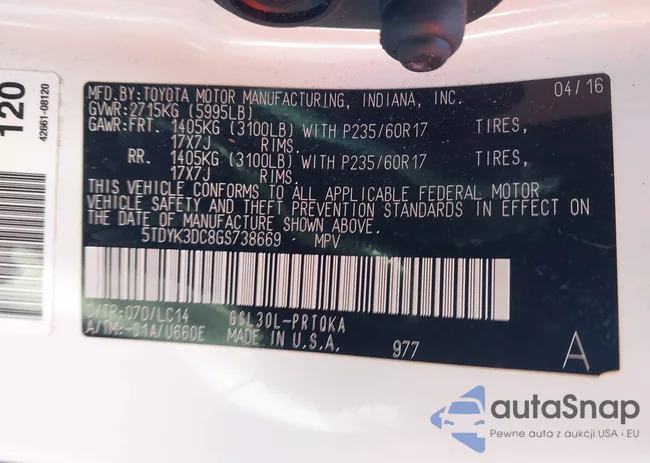 120
42661-08120
MFD.BY:TOYOTA MOTOR MANUFACTURING, INDIANA, INC. 04/16
GVWR:2715KG (5995LB)
GAWR:FRT. 1405KG (3100LB) WITH P235/60R17 TIRES,
17X7J RIMS.
RR. 1405KG (3100LB) WITH P235/60R17 TIRES,
17X7J RIMS.
THIS VEHICLE CONFORMS TO ALL APPLICABLE FEDERAL MOTOR
VEHICLE SAFETY AND THEFT PREVENTION STANDARDS IN EFFECT ON
THE DATE OF MANUFACTURE SHOWN ABOVE.
5TDYK3DC8GS738669 MPV
C/TR:070/LC14 GSL30L-PRTQKA
A/TM:-01A/U660E MADE IN U.S.A. 977 A
autoSnap
Pewne auta z aukcji USA i EU